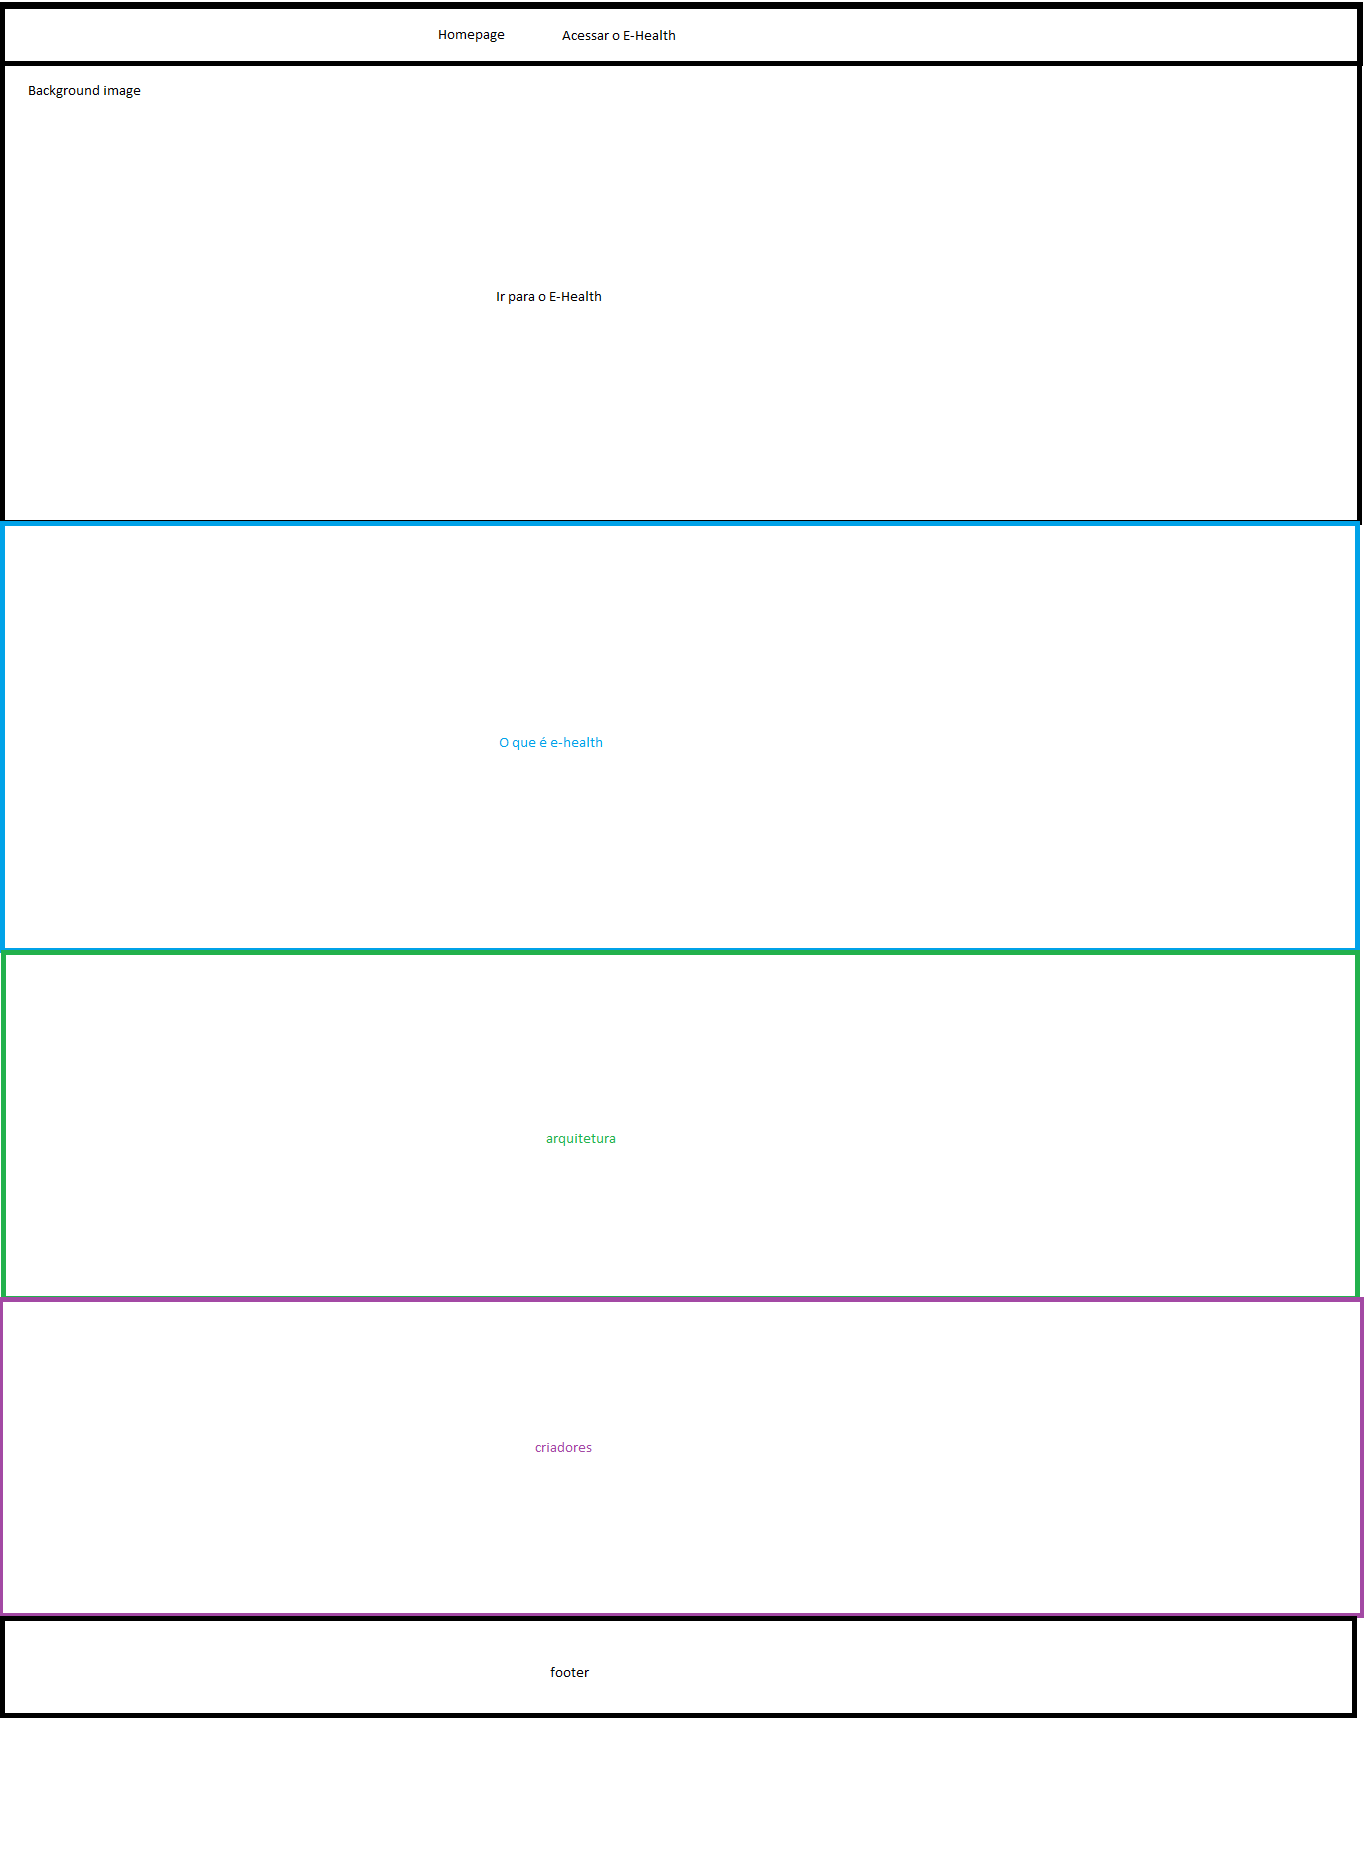 Homepage
Acessar o E-Health
Background image
Ir para o E-Health
O que é e-health
arquitetura
criadores
footer